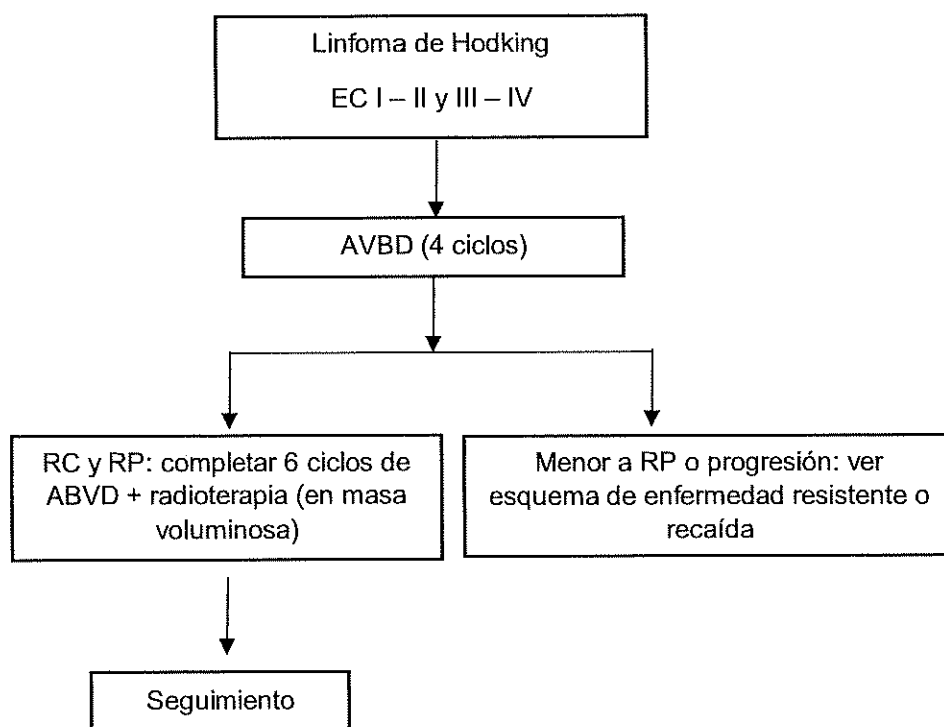 Linfoma de Hodking
EC I – II y III – IV
AVBD (4 ciclos)
RC y RP: completar 6 ciclos de
ABVD + radioterapia (en masa
voluminosa)
Menor a RP o progresión: ver
esquema de enfermedad resistente o
recaída
Seguimiento